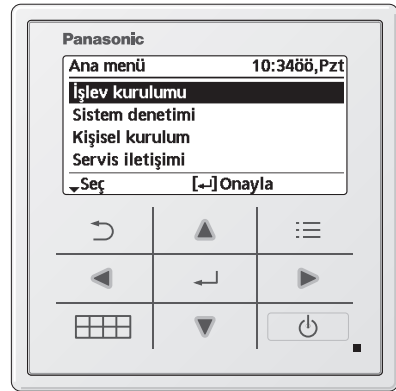 Panasonic
Ana menü 10:34öö,Pzt
İşlev kurulumu
Sistem denetimi
Kişisel kurulum
Servis iletişimi
Seç [↵]Onayla